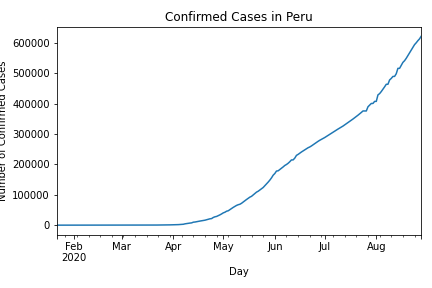 Confirmed Cases in Peru
Number of Confirmed Cases
600000
500000
400000
300000
200000
100000
0
Feb Mar Apr May Jun Jul Aug
2020
Day